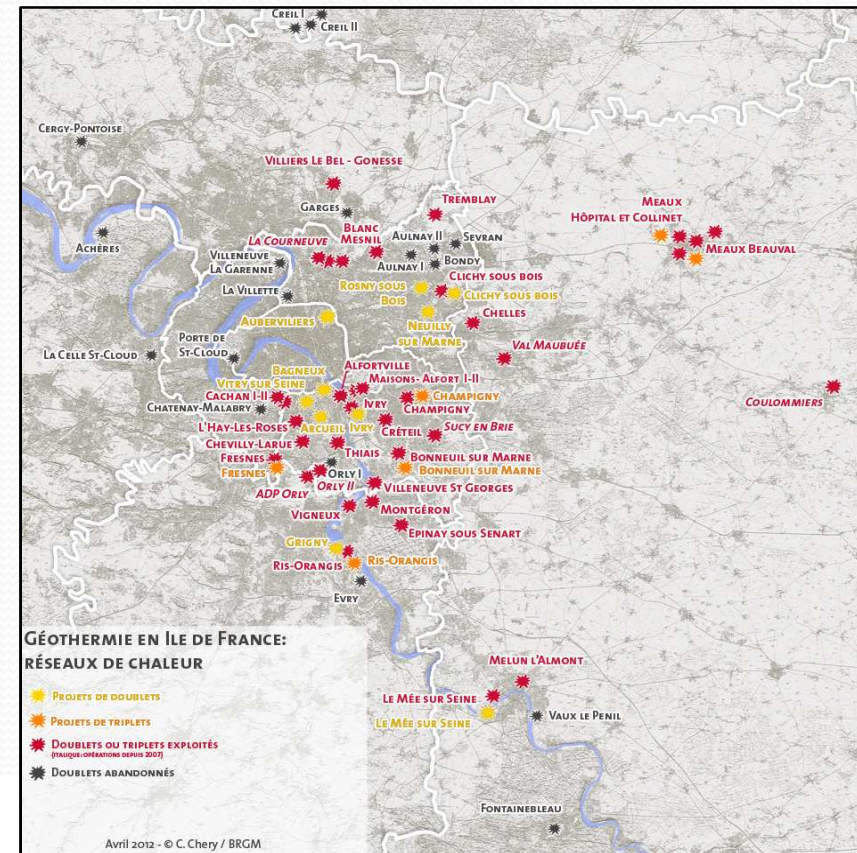 CREIL I
CREIL II
CERGY-PONTOISE
VILLIERS LE BEL - GONESSE
GARGES
TREMBLAY
MEAUX
HÔPITAL ET COLLINET
MEAUX BEAUVAL
ACHÈRES
LA COURNEUVE
BLANC
MESNIL
AULNAY II
SEVRAN
VILLENEUVE
LA GARENNE
AULNAY I
BONDY
CLICHY SOUS BOIS
LA VILLETTE
ROSNY SOUS
BOIS
CLICHY SOUS BOIS
AUBERVILIERS
NEUILLY
SUR MARNE
CHELLES
PORTE DE
ST-CLOUD
LA CELLE ST-CLOUD
VAL MAUBUÉE
BAGNEUX
ALFORTVILLE
VITRY SUR SEINE
MAISONS- ALFORT I-II
CACHAN I-II
CHAMPIGNY
COULOMMIERS
CHATENAY-MALABRY
IVRY
CHAMPIGNY
L'HAY-LES-ROSES
ARCUEIL
IVRY
CRÉTEIL
SUCY EN BRIE
CHEVILLY-LARUE
THIAIS
BONNEUIL SUR MARNE
FRESNES
FRESNES
ORLY I
BONNEUIL SUR MARNE
ADP ORLY
ORLY II
VILLENEUVE ST GEORGES
VIGNEUX
MONTGÉRON
EPINAY SOUS SENART
GRIGNY
RIS-ORANGIS
RIS-ORANGIS
EVRY
MELUN L'ALMONT
LE MÉE SUR SEINE
LE MÉE SUR SEINE
VAUX LE PENIL
FONTAINEBLEAU
GÉOTHERMIE EN ILE DE FRANCE:
RÉSEAUX DE CHALEUR
PROJETS DE DOUBLETS
PROJETS DE TRIPLETS
DOUBLETS OU TRIPLETS EXPLOITÉS
(ITALIQUE: OPÉRATIONS DEPUIS 2007)
DOUBLETS ABANDONNÉS
Avril 2012 - © C. Chery / BRGM